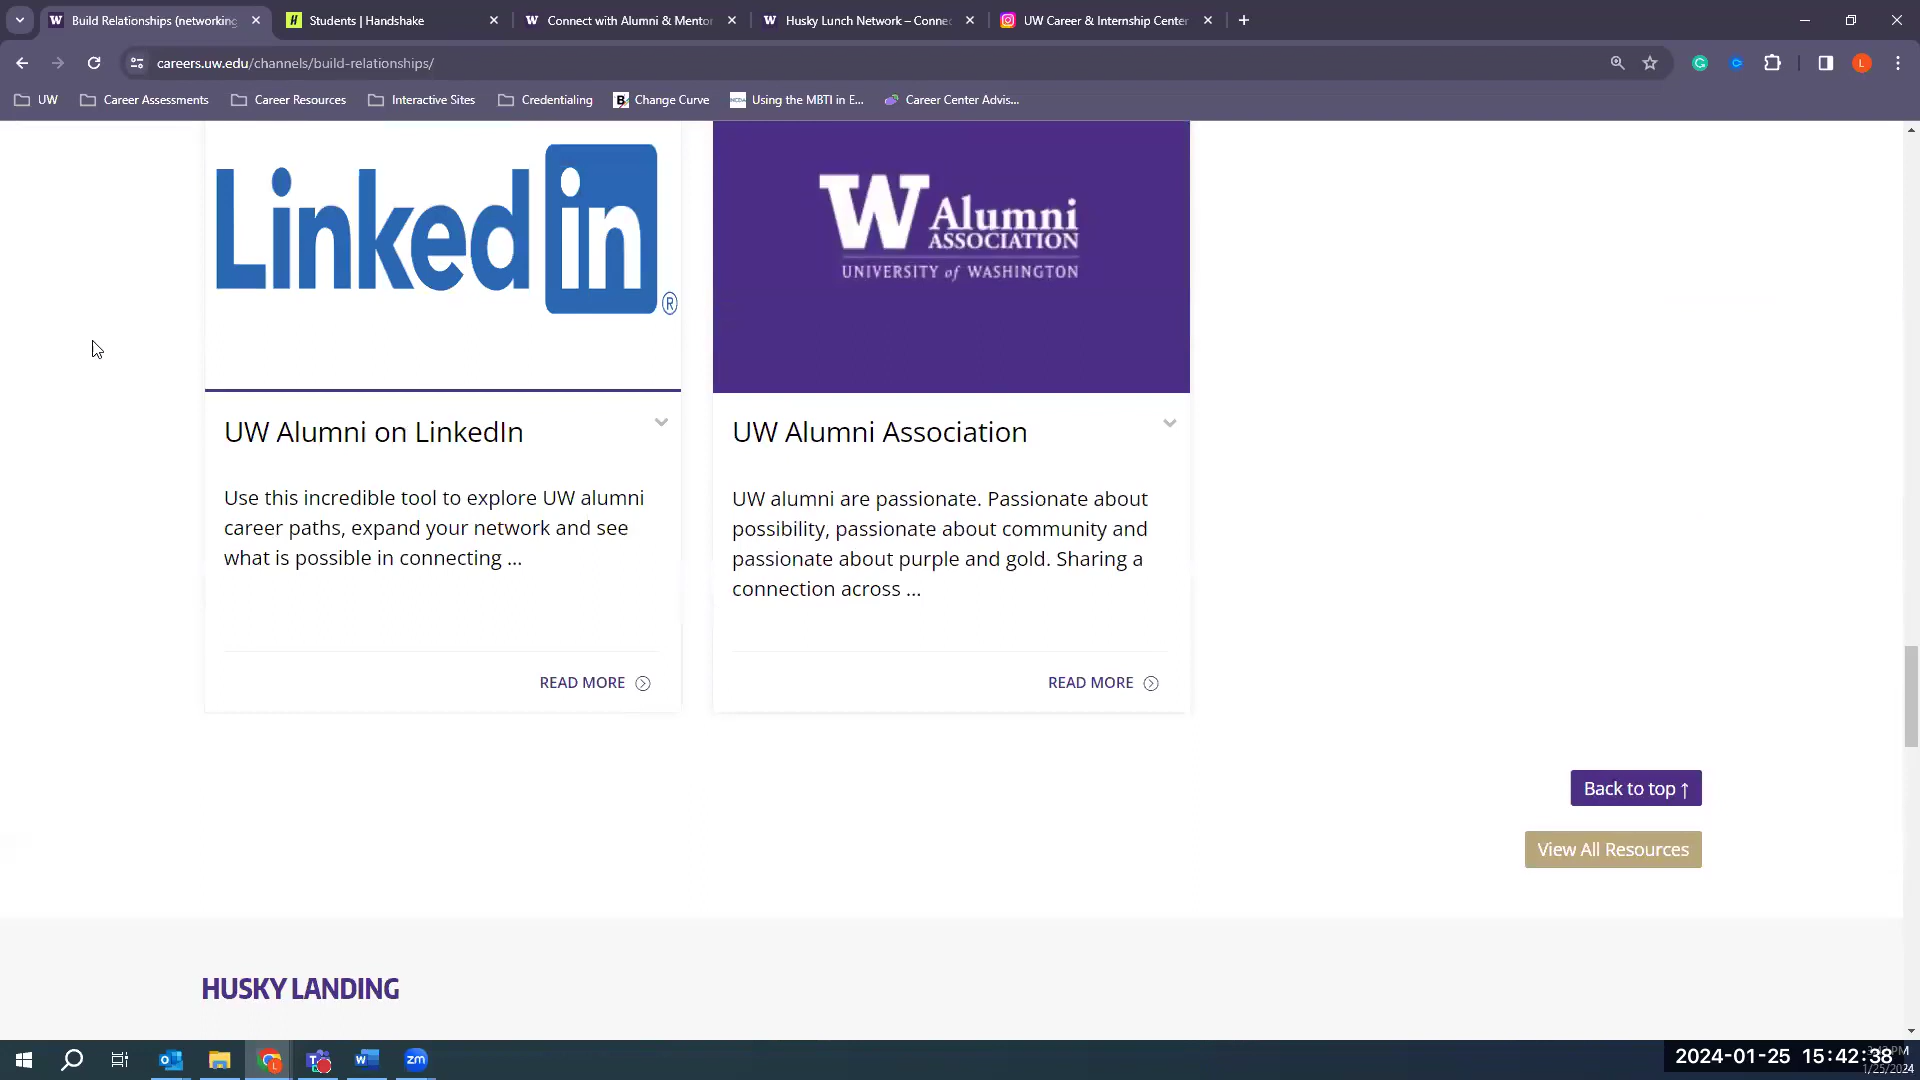 Build Relationships (networking
Students | Handshake
Connect with Alumni & Mentor
Husky Lunch Network – Connec
UW Career & Internship Center
careers.uw.edu/channels/build-relationships/
UW
Career Assessments
Career Resources
Interactive Sites
Credentialing
Change Curve
Using the MBTI in E...
Career Center Advis...
Linked in ®
W Alumni
ASSOCIATION
UNIVERSITY of WASHINGTON
UW Alumni on LinkedIn
Use this incredible tool to explore UW alumni
career paths, expand your network and see
what is possible in connecting ...
READ MORE
UW Alumni Association
UW alumni are passionate. Passionate about
possibility, passionate about community and
passionate about purple and gold. Sharing a
connection across ...
READ MORE
Back to top ↑
View All Resources
HUSKY LANDING
2024-01-25 15:42:38
1/25/2024